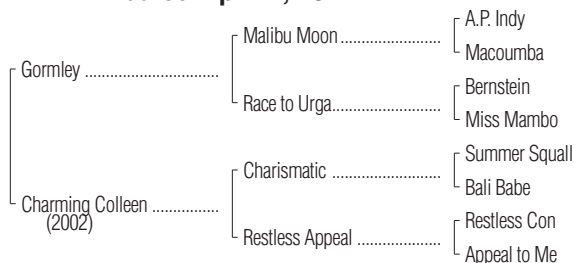 Gormley ................................
Charming Colleen ................
(2002)
Malibu Moon ........................
Race to Urga..........................
Charismatic ..........................
Restless Appeal ....................
A.P. Indy
Macoumba
Bernstein
Miss Mambo
Summer Squall
Bali Babe
Restless Con
Appeal to Me